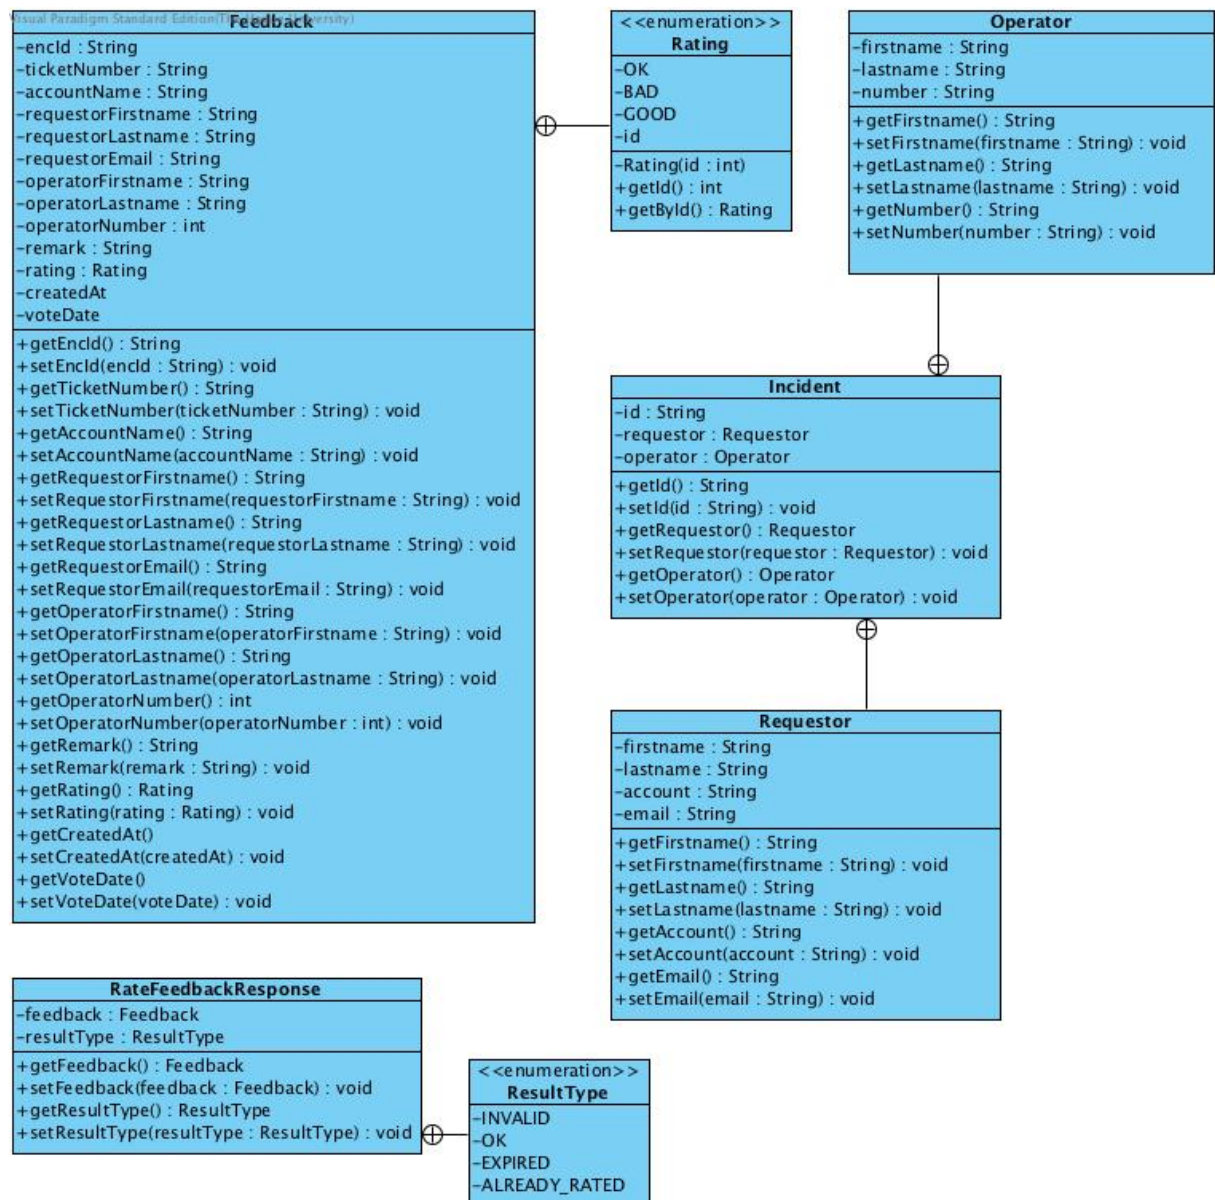 Visual Paradigm Standard Edition(The University)
Feedback
-encId : String
-ticketNumber : String
-accountName : String
-requestorFirstname : String
-requestorLastname : String
-requestorEmail : String
-operatorFirstname : String
-operatorLastname : String
-operatorNumber : int
-remark : String
-rating : Rating
-createdAt
-voteDate
+getEncId() : String
+setEncId(encId : String) : void
+getTicketNumber() : String
+setTicketNumber(ticketNumber : String) : void
+getAccountName() : String
+setAccountName(accountName : String) : void
+getRequestorFirstname() : String
+setRequestorFirstname(requestorFirstname : String) : void
+getRequestorLastname() : String
+setRequestorLastname(requestorLastname : String) : void
+getRequestorEmail() : String
+setRequestorEmail(requestorEmail : String) : void
+getOperatorFirstname() : String
+setOperatorFirstname(operatorFirstname : String) : void
+getOperatorLastname() : String
+setOperatorLastname(operatorLastname : String) : void
+getOperatorNumber() : int
+setOperatorNumber(operatorNumber : int) : void
+getRemark() : String
+setRemark(remark : String) : void
+getRating() : Rating
+setRating(rating : Rating) : void
+getCreatedAt()
+setCreatedAt(createdAt) : void
+getVoteDate()
+setVoteDate(voteDate) : void
<<enumeration>>
Rating
-OK
-BAD
-GOOD
-id
-Rating(id : int)
+getId() : int
+getById() : Rating
Operator
-firstname : String
-lastname : String
-number : String
+getFirstname() : String
+setFirstname(firstname : String) : void
+getLastname() : String
+setLastname(lastname : String) : void
+getNumber() : String
+setNumber(number : String) : void
Incident
-id : String
-requestor : Requestor
-operator : Operator
+getId() : String
+setId(id : String) : void
+getRequestor() : Requestor
+setRequestor(requestor : Requestor) : void
+getOperator() : Operator
+setOperator(operator : Operator) : void
Requestor
-firstname : String
-lastname : String
-account : String
-email : String
+getFirstname() : String
+setFirstname(firstname : String) : void
+getLastname() : String
+setLastname(lastname : String) : void
+getAccount() : String
+setAccount(account : String) : void
+getEmail() : String
+setEmail(email : String) : void
RateFeedbackResponse
-feedback : Feedback
-resultType : ResultType
+getFeedback() : Feedback
+setFeedback(feedback : Feedback) : void
+getResultType() : ResultType
+setResultType(resultType : ResultType) : void
<<enumeration>>
ResultType
-INVALID
-OK
-EXPIRED
-ALREADY_RATED